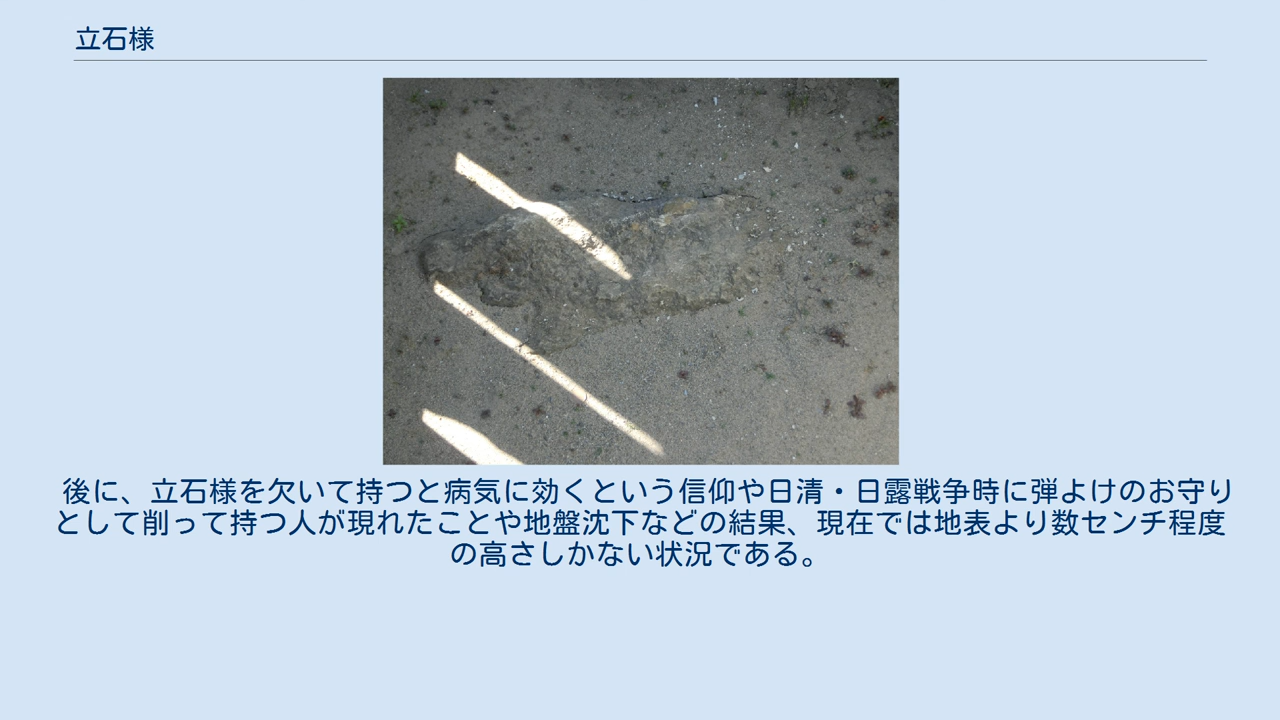 立石様
後に、立石様を欠いて持つと病気に効くという信仰や日清・日露戦争時に弾よけのお守り
として削って持つ人が現れたことや地盤沈下などの結果、現在では地表より数センチ程度
の高さしかない状況である。